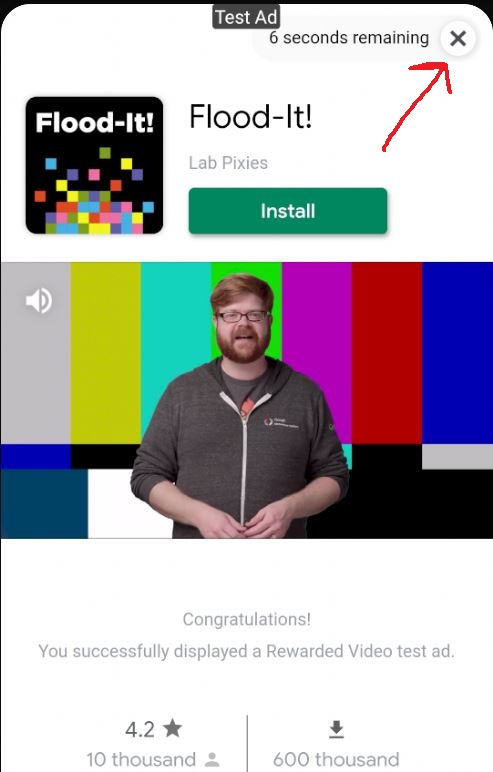 Test Ad
6 seconds remaining
Flood-It!
Flood-It!
Lab Pixies
Install
Congratulations!
You successfully displayed a Rewarded Video test ad.
4.2
10 thousand
600 thousand